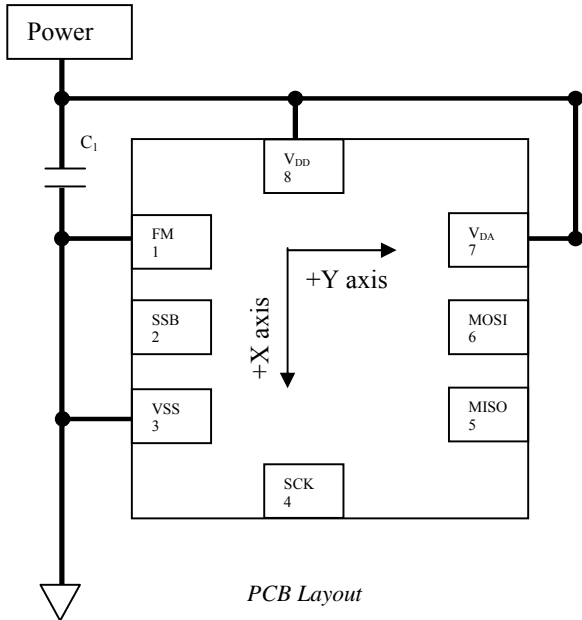 Power
C1
VDD
8
FM
1
VDA
7
+Y axis
+X axis
SSB
2
MOSI
6
VSS
3
MISO
5
SCK
4
PCB Layout